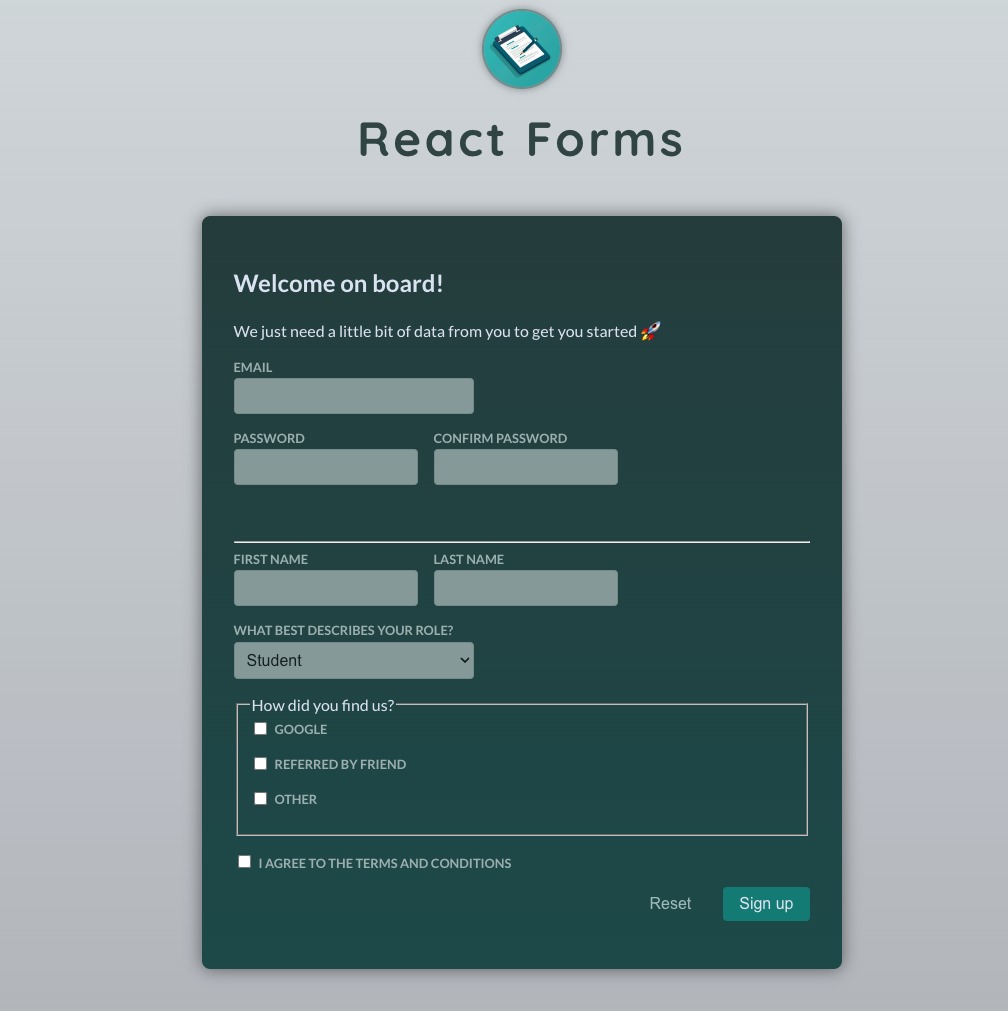 React Forms
Welcome on board!
We just need a little bit of data from you to get you started 🚀
EMAIL
PASSWORD CONFIRM PASSWORD
FIRST NAME LAST NAME
WHAT BEST DESCRIBES YOUR ROLE?
Student
How did you find us?
GOOGLE
REFERRED BY FRIEND
OTHER
I AGREE TO THE TERMS AND CONDITIONS
Reset Sign up